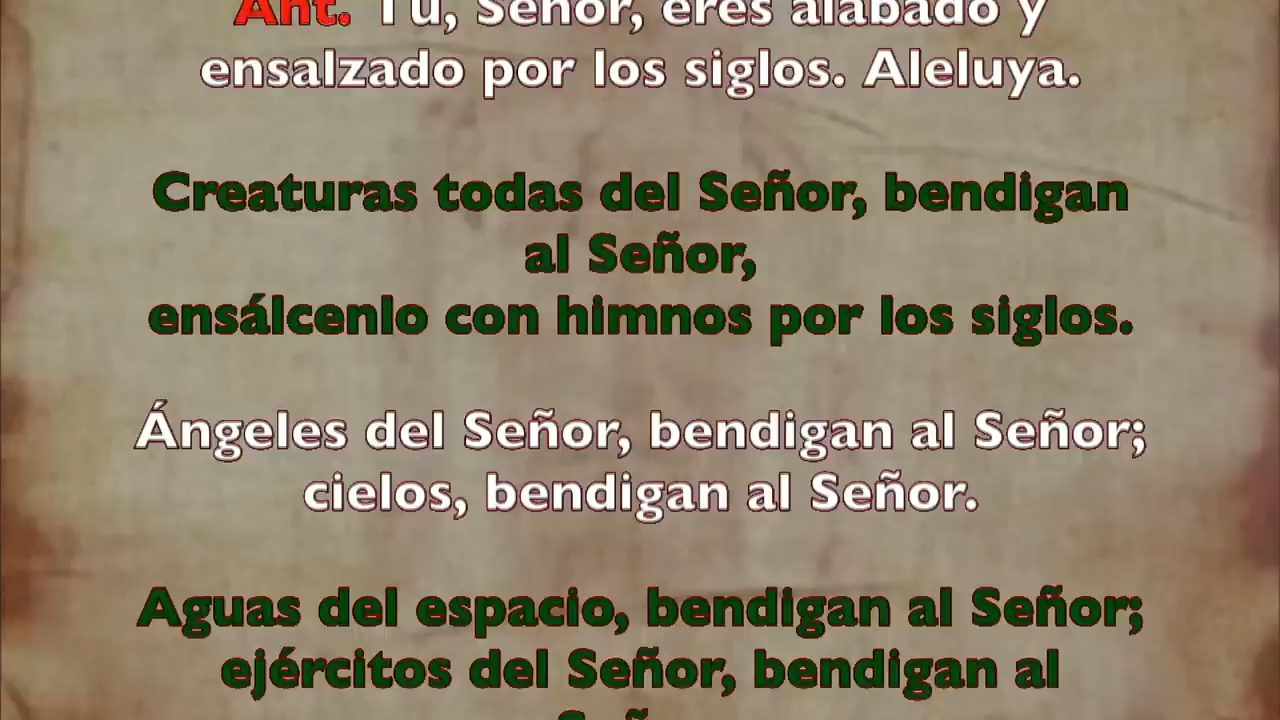 Ant. Tú, Señor, eres alabado y
ensalzado por los siglos. Aleluya.
Creaturas todas del Señor, bendigan
al Señor,
ensálcenlo con himnos por los siglos.
Ángeles del Señor, bendigan al Señor;
cielos, bendigan al Señor.
Aguas del espacio, bendigan al Señor;
ejércitos del Señor, bendigan al